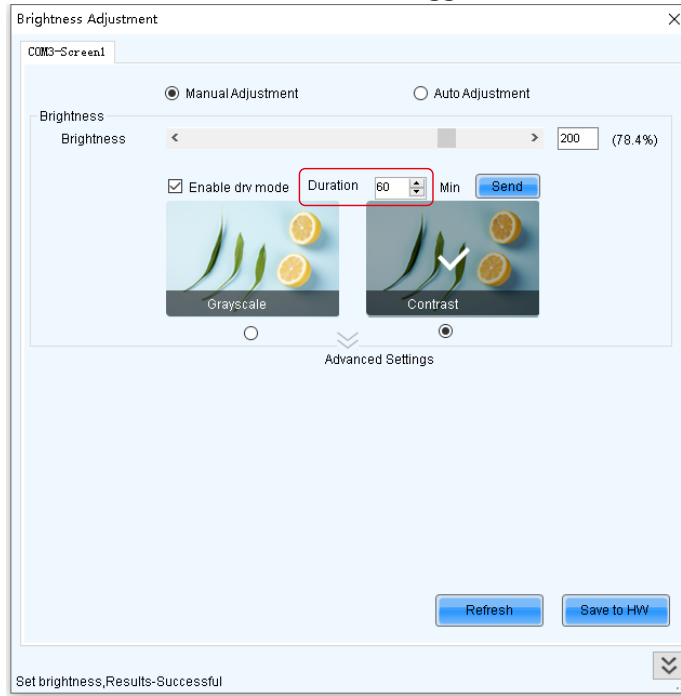 Brightness Adjustment
COM3-Screen1
Manual Adjustment Auto Adjustment
Brightness
Brightness 200 (78.4%)
Enable drv mode Duration 60 Min Send
Grayscale Contrast
Advanced Settings
Refresh Save to HW
Set brightness,Results-Successful